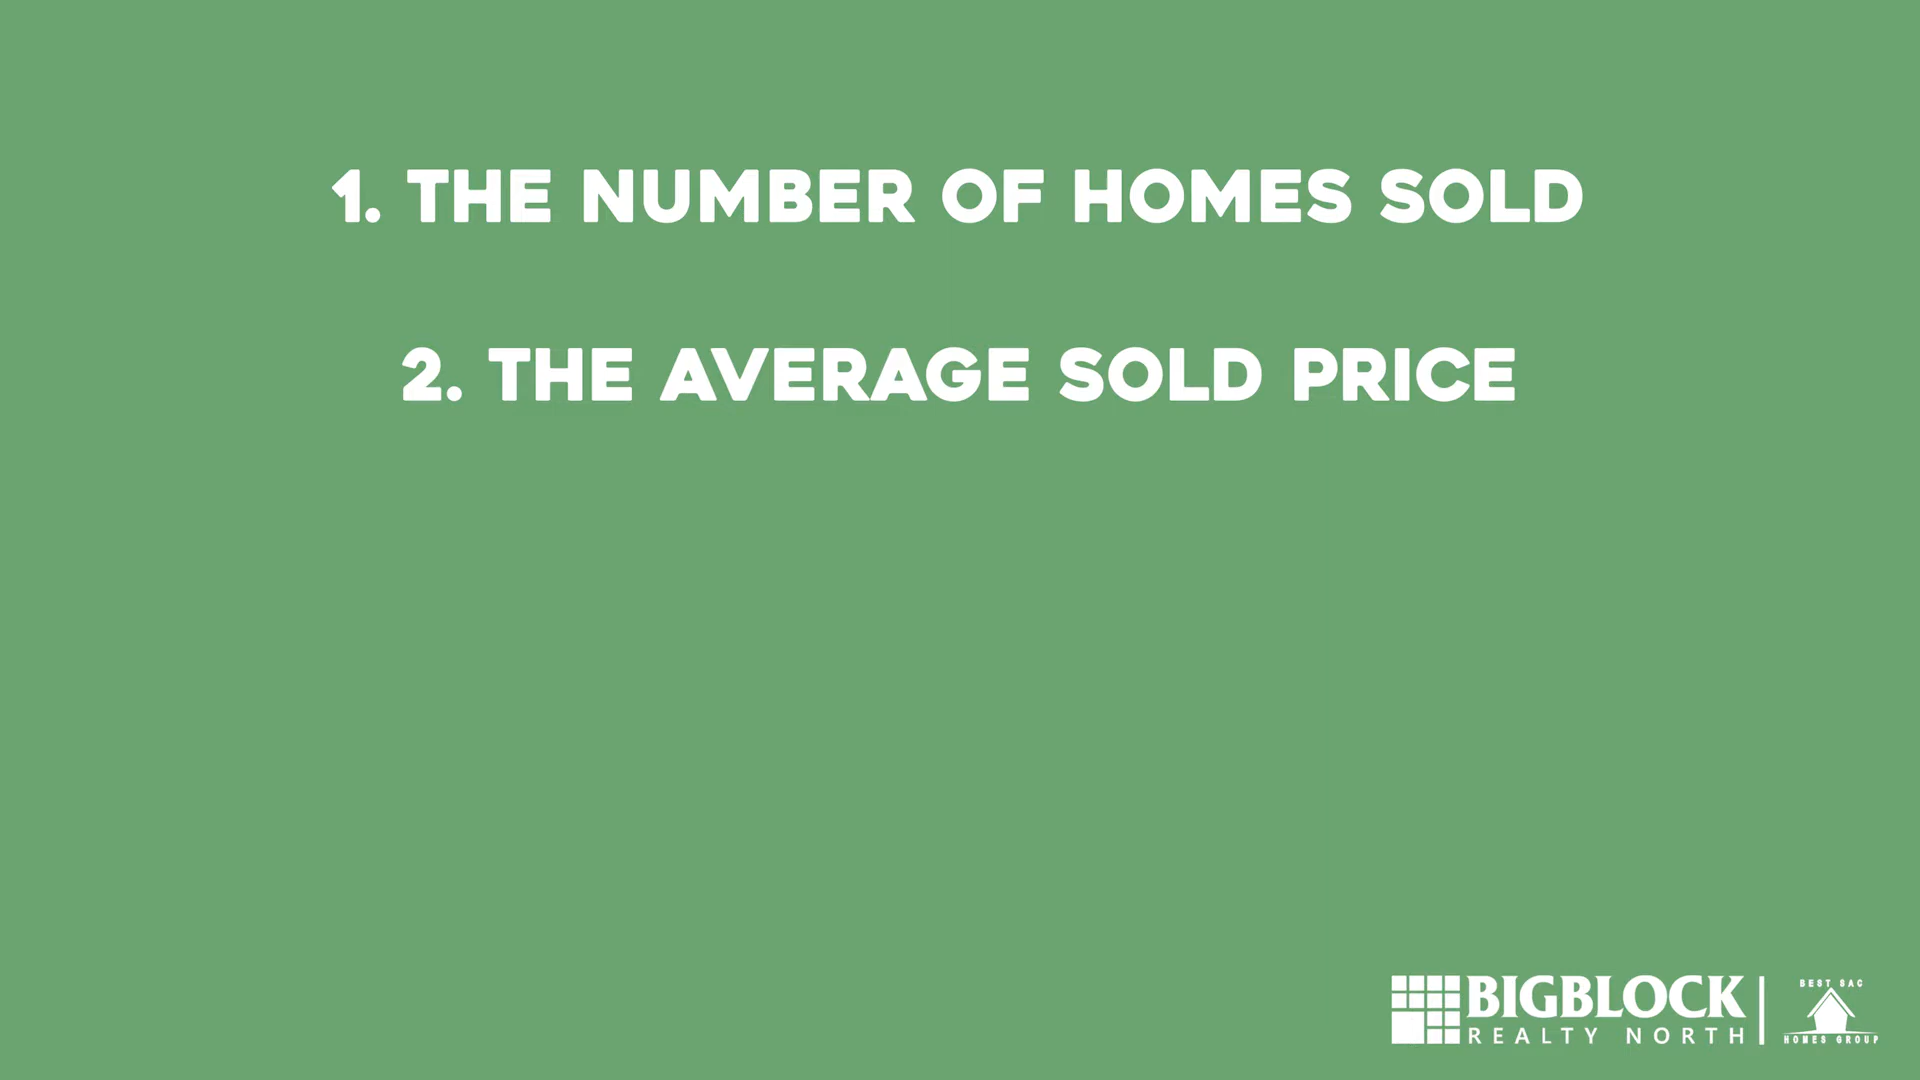 1. THE NUMBER OF HOMES SOLD
2. THE AVERAGE SOLD PRICE
BIGBLOCK
REALTY NORTH
BEST SAC
HOMES GROUP